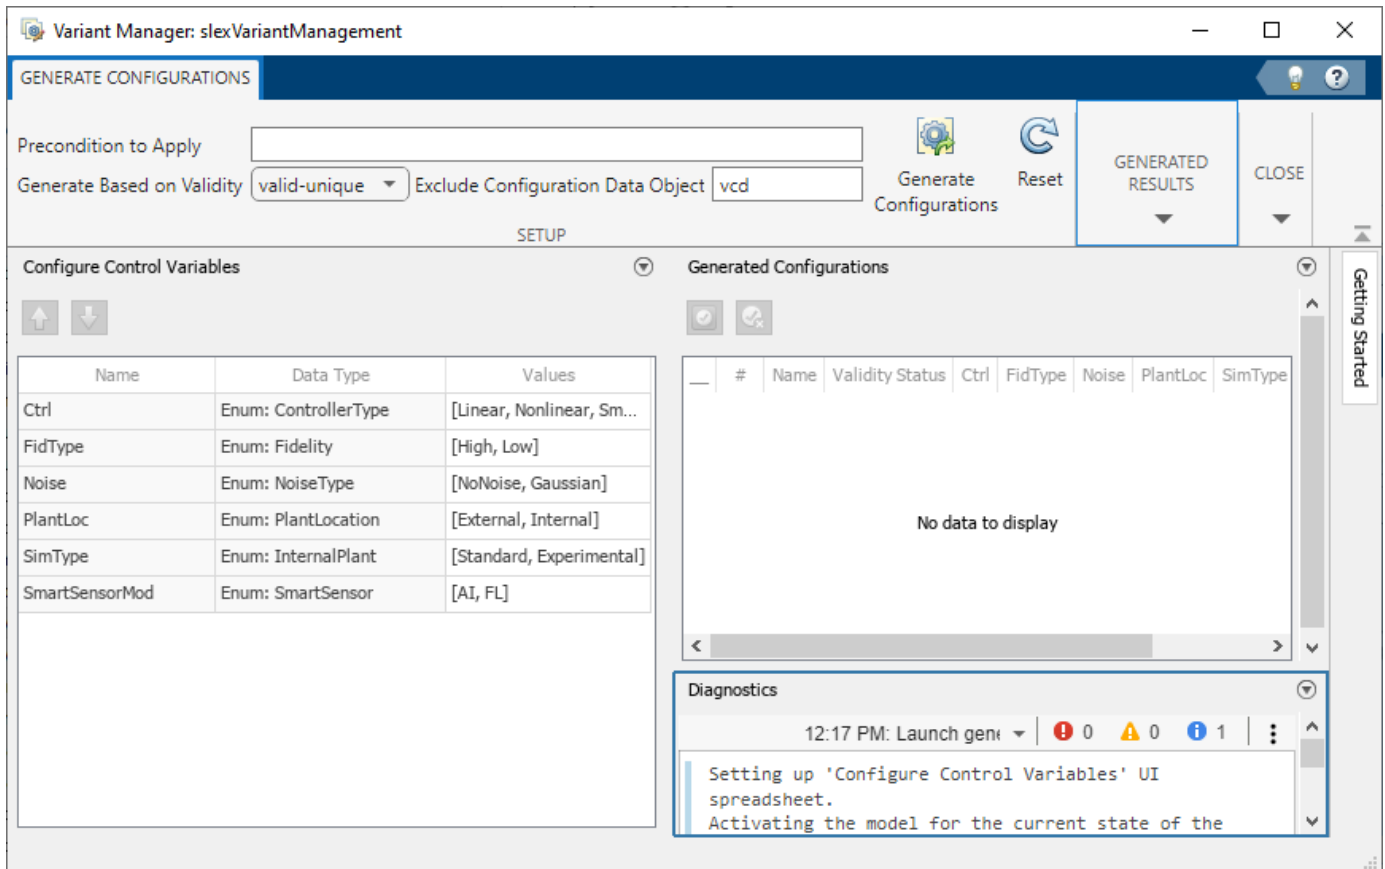 Variant Manager: slexVariantManagement
GENERATE CONFIGURATIONS
Precondition to Apply
Generate Based on Validity valid-unique Exclude Configuration Data Object vcd
Generate Configurations
Reset
GENERATED RESULTS
CLOSE
SETUP
Configure Control Variables
Name Data Type Values
Ctrl Enum: ControllerType [Linear, Nonlinear, Sm...
FidType Enum: Fidelity [High, Low]
Noise Enum: NoiseType [NoNoise, Gaussian]
PlantLoc Enum: PlantLocation [External, Internal]
SimType Enum: InternalPlant [Standard, Experimental]
SmartSensorMod Enum: SmartSensor [AI, FL]
Generated Configurations
# Name Validity Status Ctrl FidType Noise PlantLoc SimType
No data to display
Getting Started
Diagnostics
12:17 PM: Launch gene 0 0 1
Setting up 'Configure Control Variables' UI
spreadsheet.
Activating the model for the current state of the